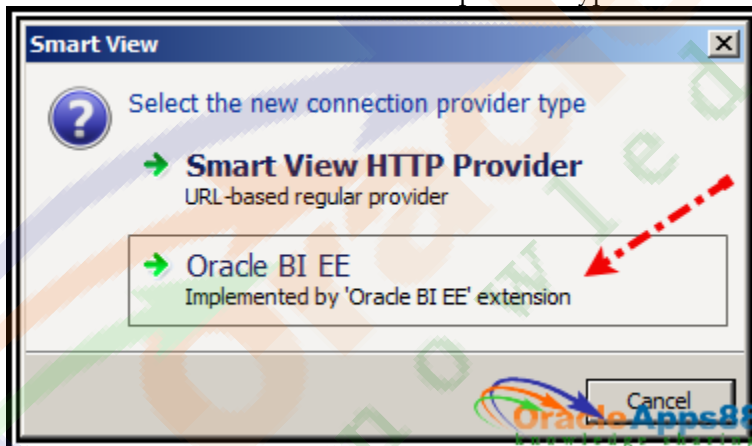 Smart View
Select the new connection provider type
Smart View HTTP Provider
URL-based regular provider
Oracle BI EE
Implemented by 'Oracle BI EE' extension
Cancel
OracleApps88